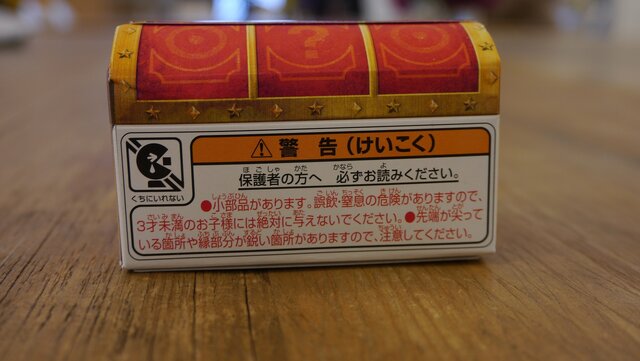 ?
警告(けいこく)
くちにいれない
保護者の方へ 必ずお読みください。
●小部品があります。誤飲・窒息の危険がありますので、
3才未満のお子様には絶対に与えないでください。●先端が尖って
いる箇所や縁部分が鋭い箇所がありますので、注意してください。